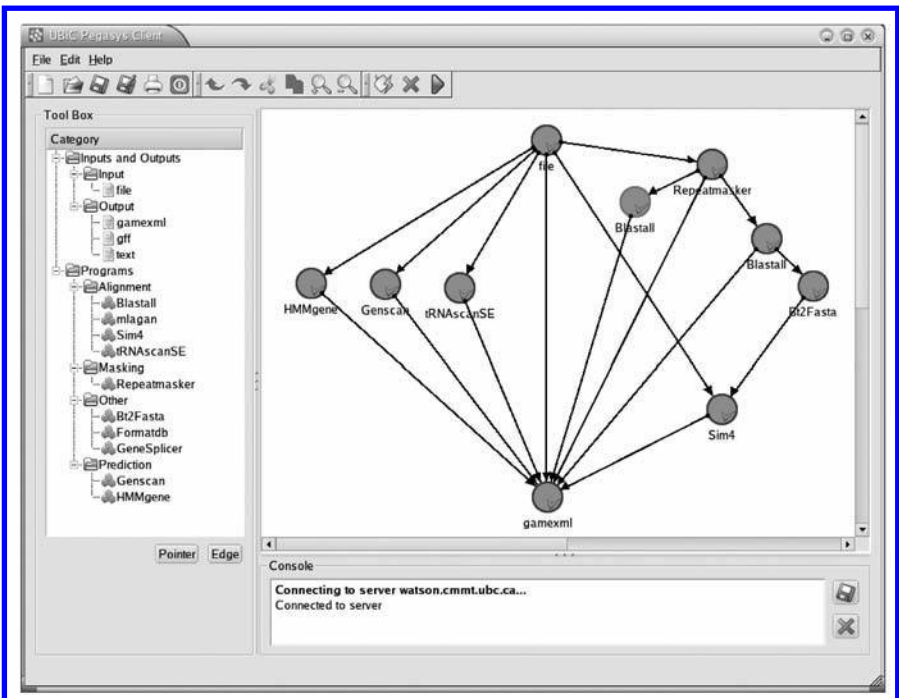 UBiC Pegasys Client
File Edit Help
Tool Box
Category
Inputs and Outputs
Input
file
Output
gamexml
gff
text
Programs
Alignment
Blastall
mlagan
Sim4
tRNAscanSE
Masking
Repeatmasker
Other
Bt2Fasta
Formatdb
GeneSplicer
Prediction
Genscan
HMMgene
Pointer Edge
file
Repeatmasker
Blastall
Blastall
HMMgene
Genscan
tRNAscanSE
Bt2Fasta
Sim4
gamexml
Console
Connecting to server watson.cmmt.ubc.ca...
Connected to server